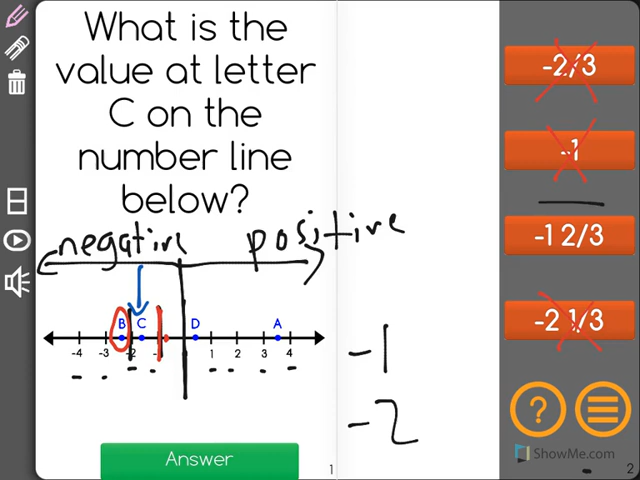 What is the
value at letter
C on the
number line
below?
negative positive
B C D A
-4 -3 -2 -1 1 2 3 4
-1
-2
Answer
1
-2/3
-1
-1 2/3
-2 1/3
?
ShowMe.com
2